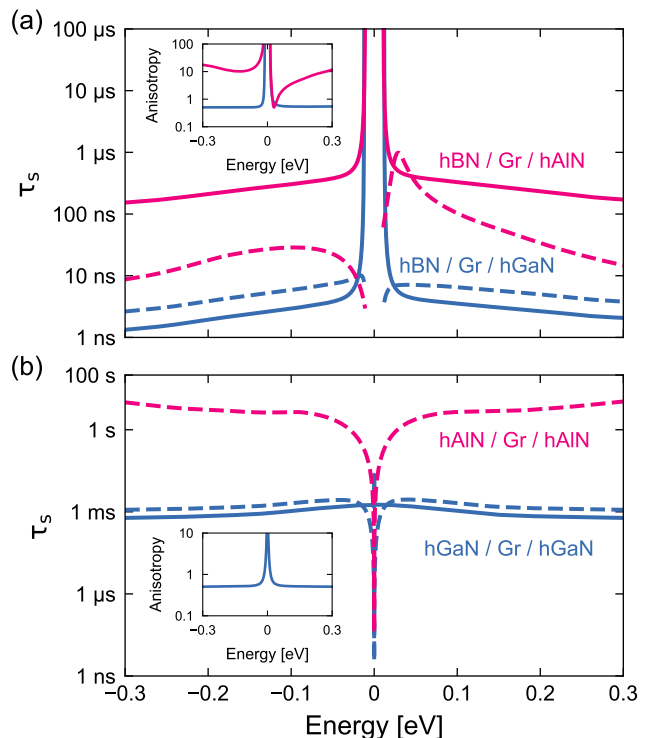 (a)
100 μs
10 μs
1 μs
100 ns
10 ns
1 ns
τs
Anisotropy
100
10
1
0.1
−0.3 0 0.3
Energy [eV]
hBN / Gr / hAlN
hBN / Gr / hGaN
(b)
100 s
1 s
1 ms
1 μs
1 ns
τs
hAlN / Gr / hAlN
hGaN / Gr / hGaN
Anisotropy
10
1
0.1
−0.3 0 0.3
Energy [eV]
−0.3 −0.2 −0.1 0 0.1 0.2 0.3
Energy [eV]